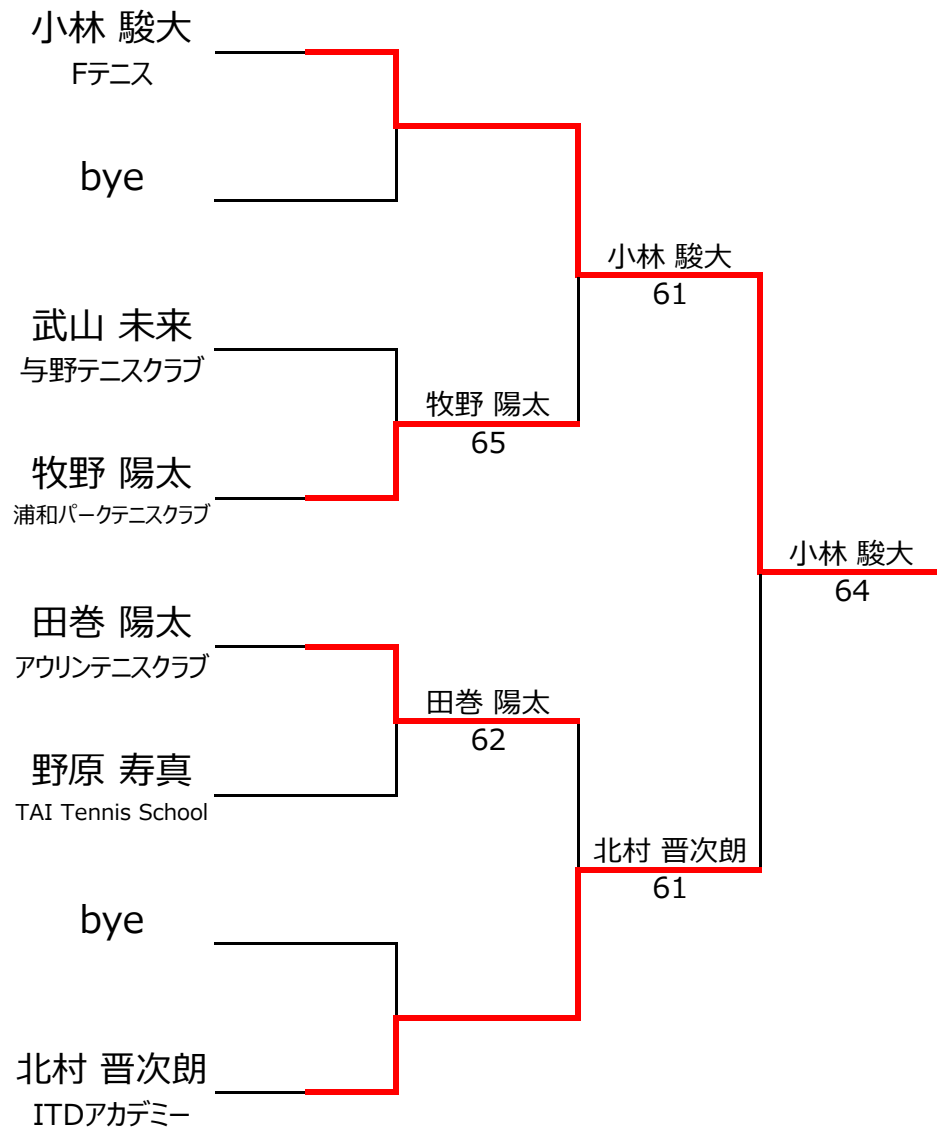 小林 駿大
Fテニス
bye
武山 未来
与野テニスクラブ
牧野 陽太
浦和パークテニスクラブ
田巻 陽太
アウリンテニスクラブ
野原 寿真
TAI Tennis School
bye
北村 晋次朗
ITDアカデミー
牧野 陽太
65
田巻 陽太
62
小林 駿大
61
北村 晋次朗
61
小林 駿大
64